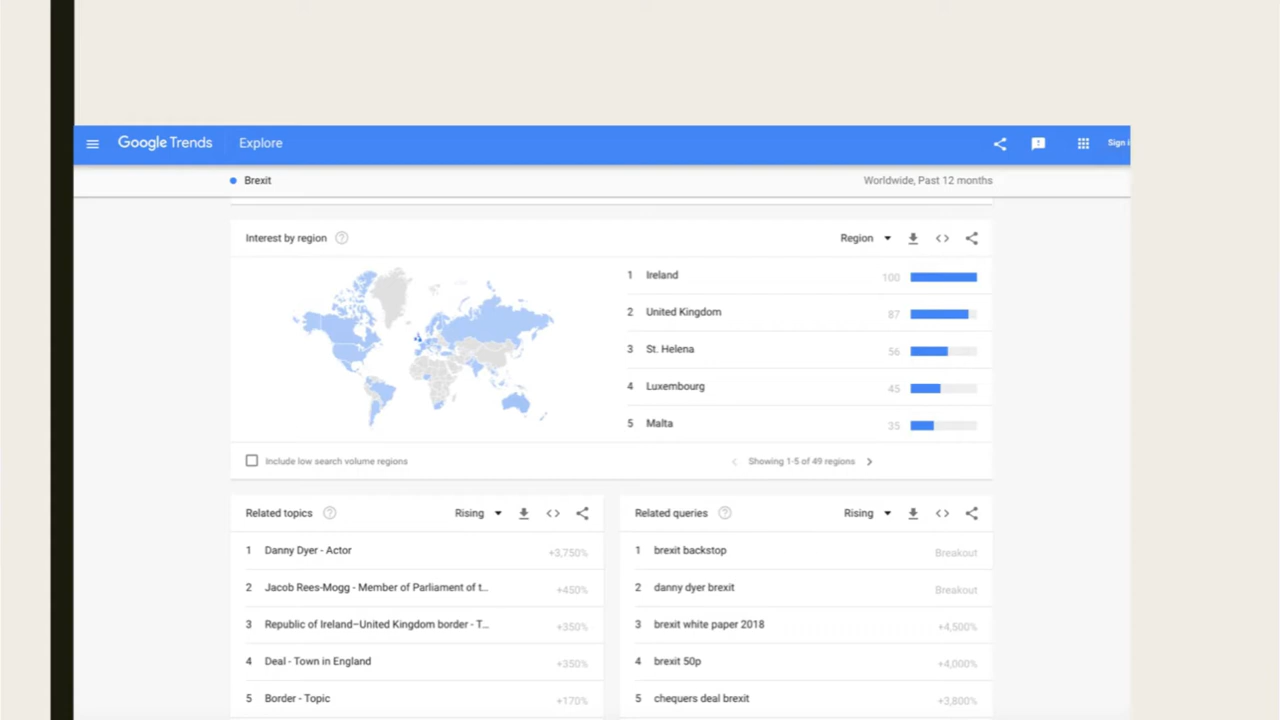 Google Trends Explore Sign i
Brexit Worldwide, Past 12 months
Interest by region Region
1 Ireland 100
2 United Kingdom 87
3 St. Helena 56
4 Luxembourg 45
5 Malta 35
Include low search volume regions Showing 1-5 of 49 regions
Related topics Rising
1 Danny Dyer - Actor +3,750%
2 Jacob Rees-Mogg - Member of Parliament of t... +450%
3 Republic of Ireland–United Kingdom border - T... +350%
4 Deal - Town in England +350%
5 Border - Topic +170%
Related queries Rising
1 brexit backstop Breakout
2 danny dyer brexit Breakout
3 brexit white paper 2018 +4,500%
4 brexit 50p +4,000%
5 chequers deal brexit +3,800%